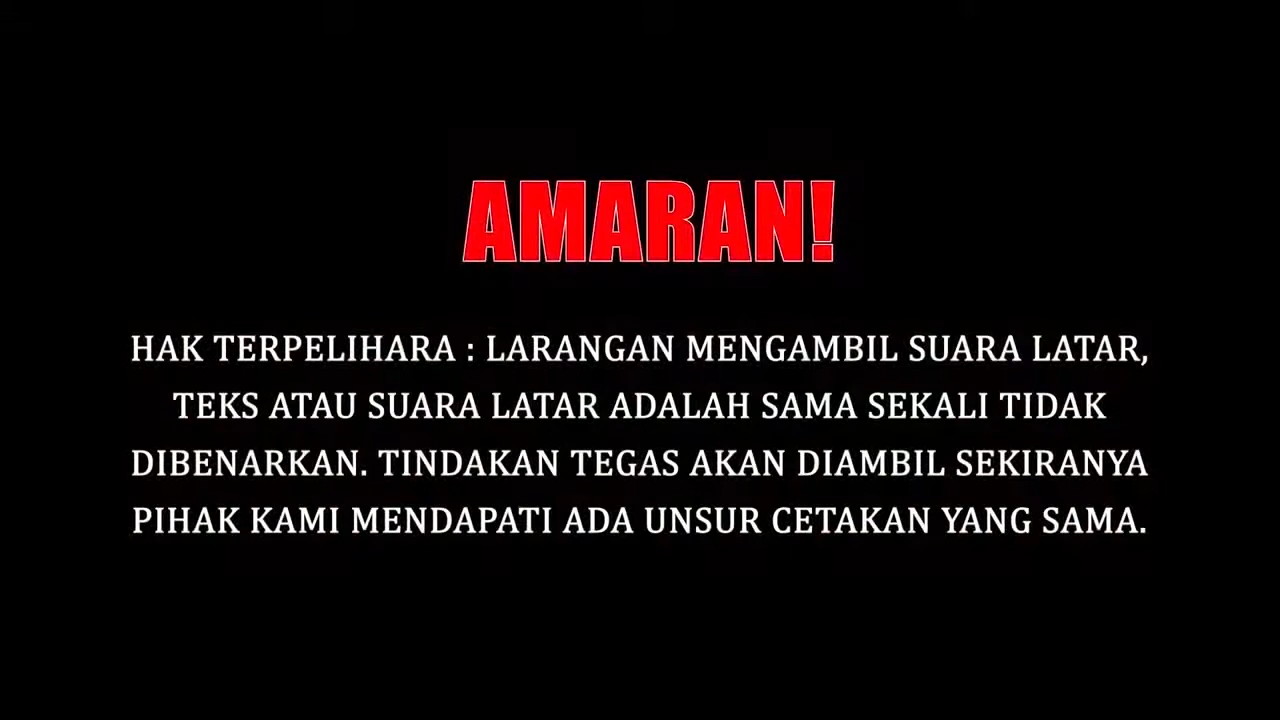 AMARAN!
HAK TERPELIHARA : LARANGAN MENGAMBIL SUARA LATAR,
TEKS ATAU SUARA LATAR ADALAH SAMA SEKALI TIDAK
DIBENARKAN. TINDAKAN TEGAS AKAN DIAMBIL SEKIRANYA
PIHAK KAMI MENDAPATI ADA UNSUR CETAKAN YANG SAMA.